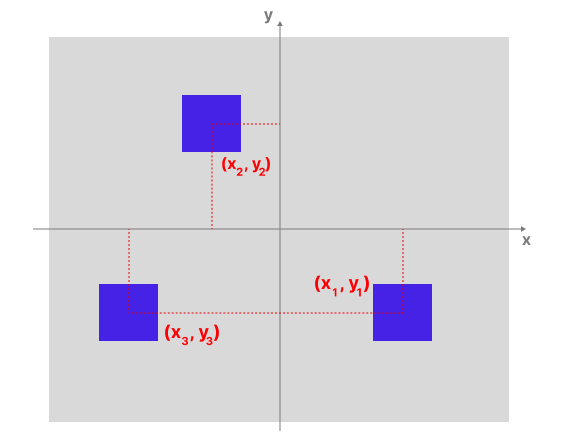 y
(x₂, y₂)
x
(x₁, y₁)
(x₃, y₃)